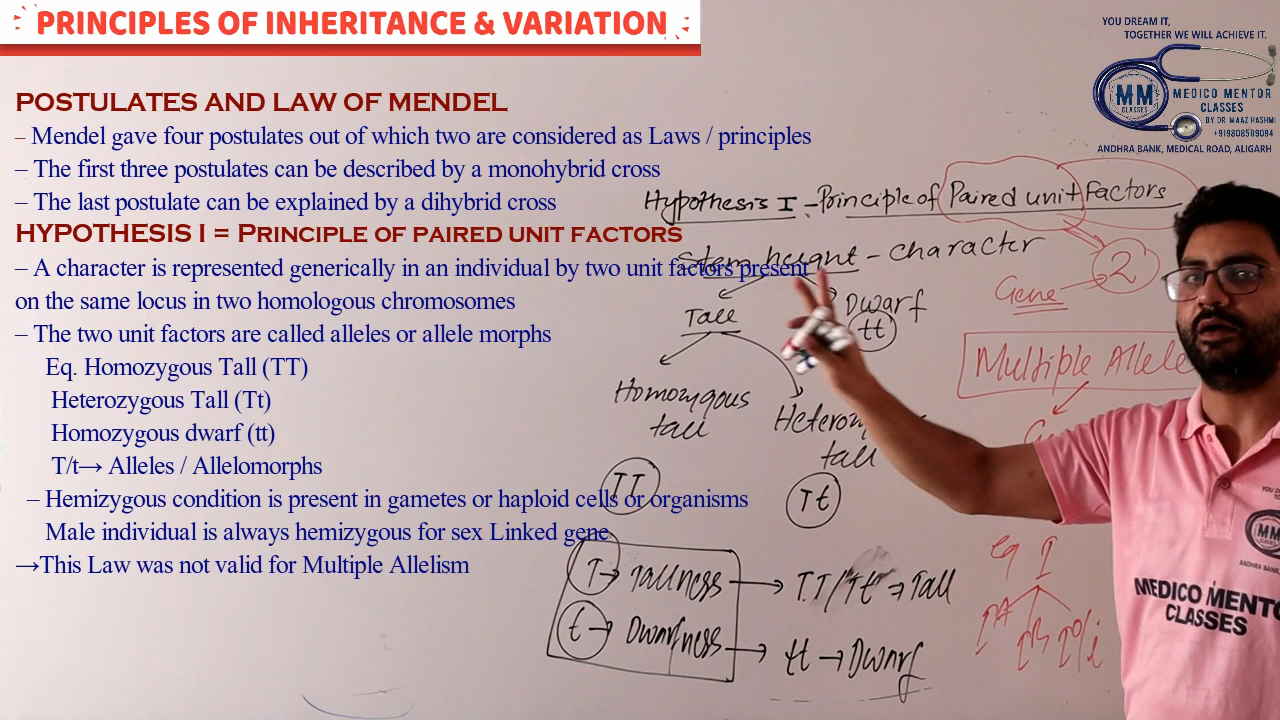 PRINCIPLES OF INHERITANCE & VARIATION
YOU DREAM IT,
TOGETHER WE WILL ACHIEVE IT.
MM
CLASSES
MEDICO MENTOR
CLASSES
BY DR MAAZ HASHMI
+919808509094
ANDHRA BANK, MEDICAL ROAD, ALIGARH
POSTULATES AND LAW OF MENDEL
– Mendel gave four postulates out of which two are considered as Laws / principles
– The first three postulates can be described by a monohybrid cross
– The last postulate can be explained by a dihybrid cross
HYPOTHESIS I = PRINCIPLE OF PAIRED UNIT FACTORS
– A character is represented generically in an individual by two unit factors present
on the same locus in two homologous chromosomes
– The two unit factors are called alleles or allele morphs
Eq. Homozygous Tall (TT)
Heterozygous Tall (Tt)
Homozygous dwarf (tt)
T/t→ Alleles / Allelomorphs
– Hemizygous condition is present in gametes or haploid cells or organisms
Male individual is always hemizygous for sex Linked gene
→This Law was not valid for Multiple Allelism
Hypothesis I - Principle of Paired unit Factors
Stem height - character
2
Gene
Tall
Dwarf
tt
Multiple Allele
Homozygous
tall
tall
TT
Tt
T→ Tallness → TT/Tt ⇒ Tall
t→ Dwarfness → tt → Dwarf
Eq I
I^A I^B I^O/i
MM
MEDICO MENTO
CLASSES